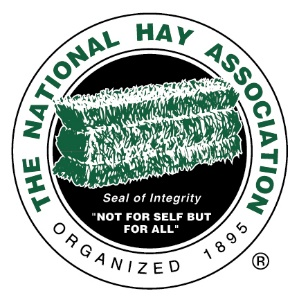 THE NATIONAL HAY ASSOCIATION
Seal of Integrity
"NOT FOR SELF BUT
FOR ALL"
ORGANIZED 1895
®